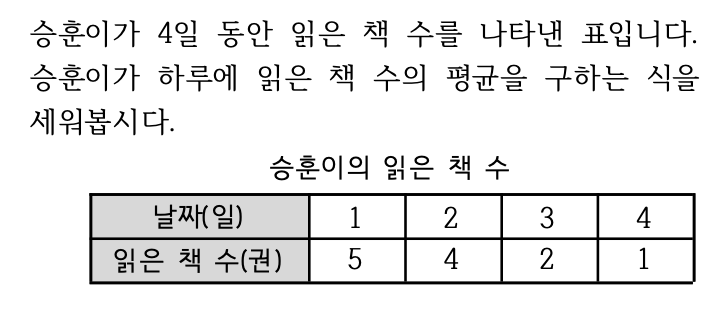 승훈이가 4일 동안 읽은 책 수를 나타낸 표입니다.
승훈이가 하루에 읽은 책 수의 평균을 구하는 식을
세워봅시다.
승훈이의 읽은 책 수
날짜(일) 1 2 3 4
읽은 책 수(권) 5 4 2 1